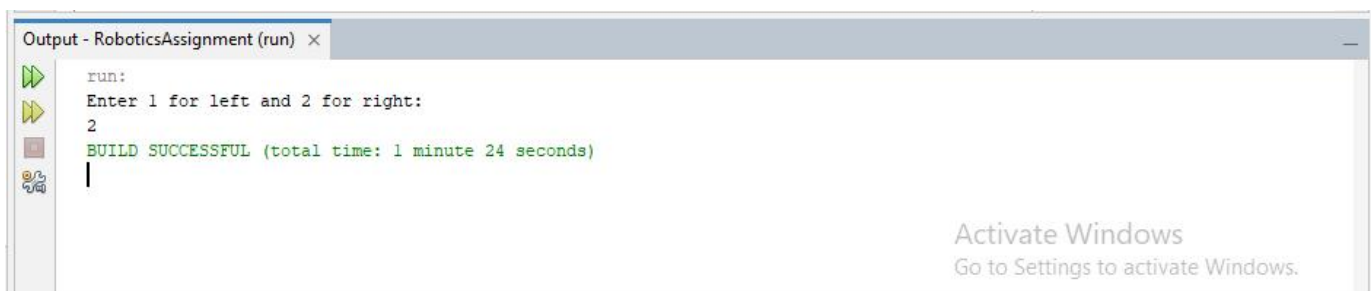 Output - RoboticsAssignment (run) ×
run:
Enter 1 for left and 2 for right:
2
BUILD SUCCESSFUL (total time: 1 minute 24 seconds)
Activate Windows
Go to Settings to activate Windows.